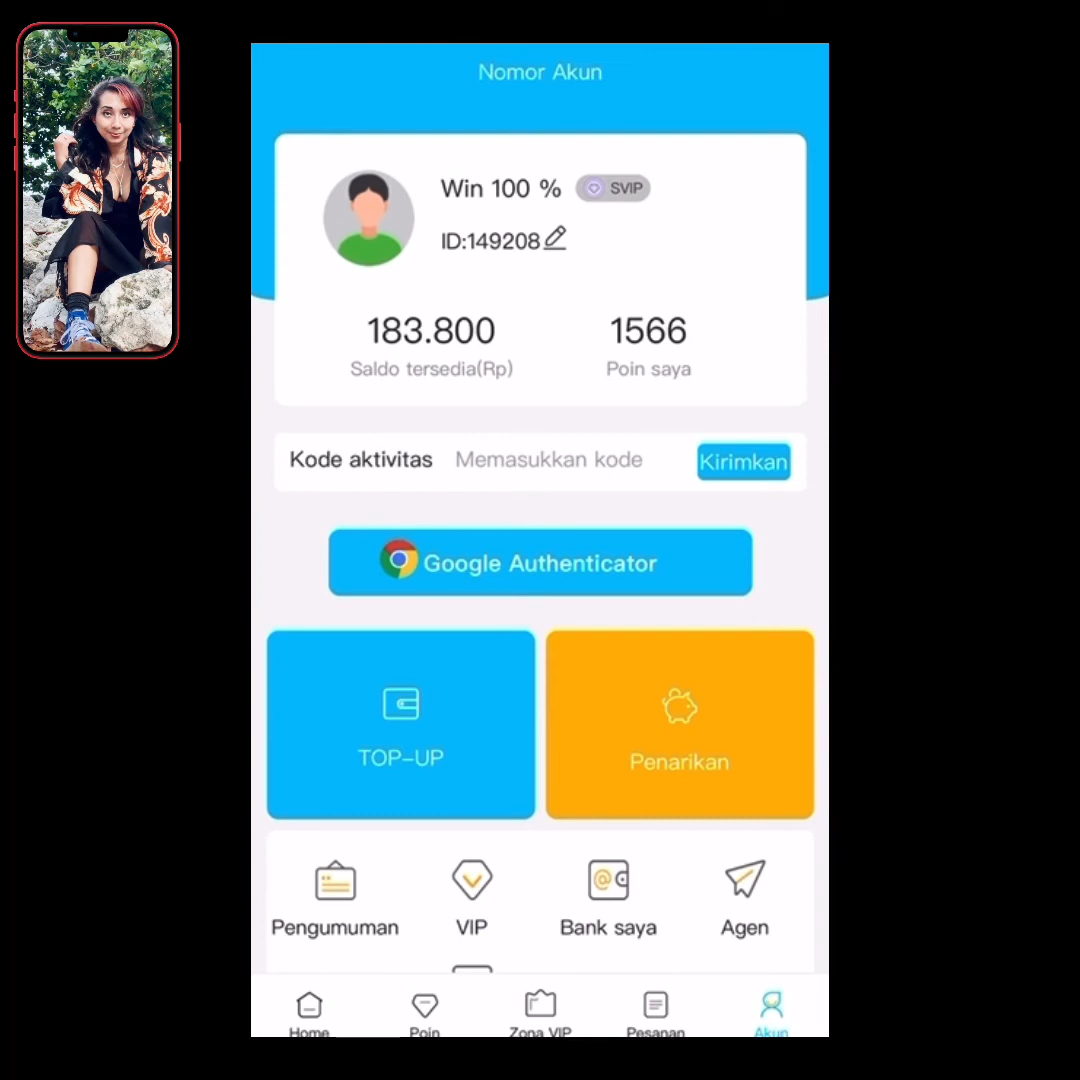 Nomor Akun
Win 100 %
SVIP
ID:149208
183.800
1566
Saldo tersedia(Rp)
Poin saya
Kode aktivitas
Memasukkan kode
Kirimkan
Google Authenticator
TOP-UP
Penarikan
Pengumuman
VIP
Bank saya
Agen
Home
Poin
Zona VIP
Pesanan
Akun